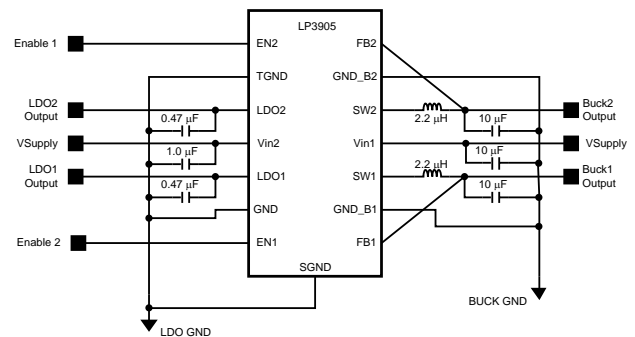 LP3905
Enable 1
EN2
FB2
TGND
GND_B2
LDO2
Output
LDO2
SW2
Buck2
Output
0.47 μF
2.2 μH
10 μF
VSupply
Vin2
Vin1
VSupply
1.0 μF
10 μF
LDO1
Output
LDO1
SW1
2.2 μH
Buck1
Output
0.47 μF
10 μF
GND
GND_B1
Enable 2
EN1
FB1
SGND
BUCK GND
LDO GND